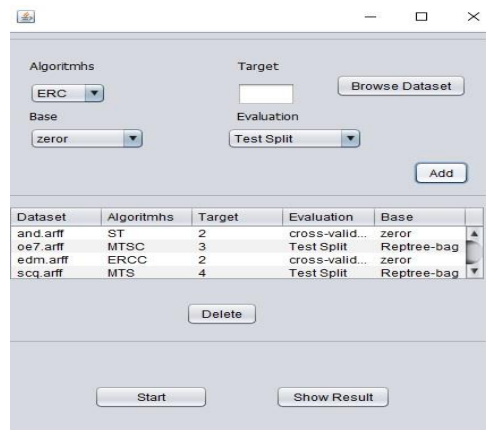 Algoritmhs Target
ERC Browse Dataset
Base Evaluation
zeror Test Split
Add
Dataset Algoritmhs Target Evaluation Base
and.arff ST 2 cross-valid... zeror
oe7.arff MTSC 3 Test Split Reptree-bag
edm.arff ERCC 2 cross-valid... zeror
scq.arff MTS 4 Test Split Reptree-bag
Delete
Start Show Result